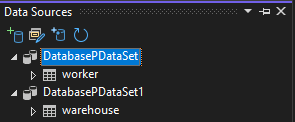 Data Sources
DatabasePDataSet
worker
DatabasePDataSet1
warehouse